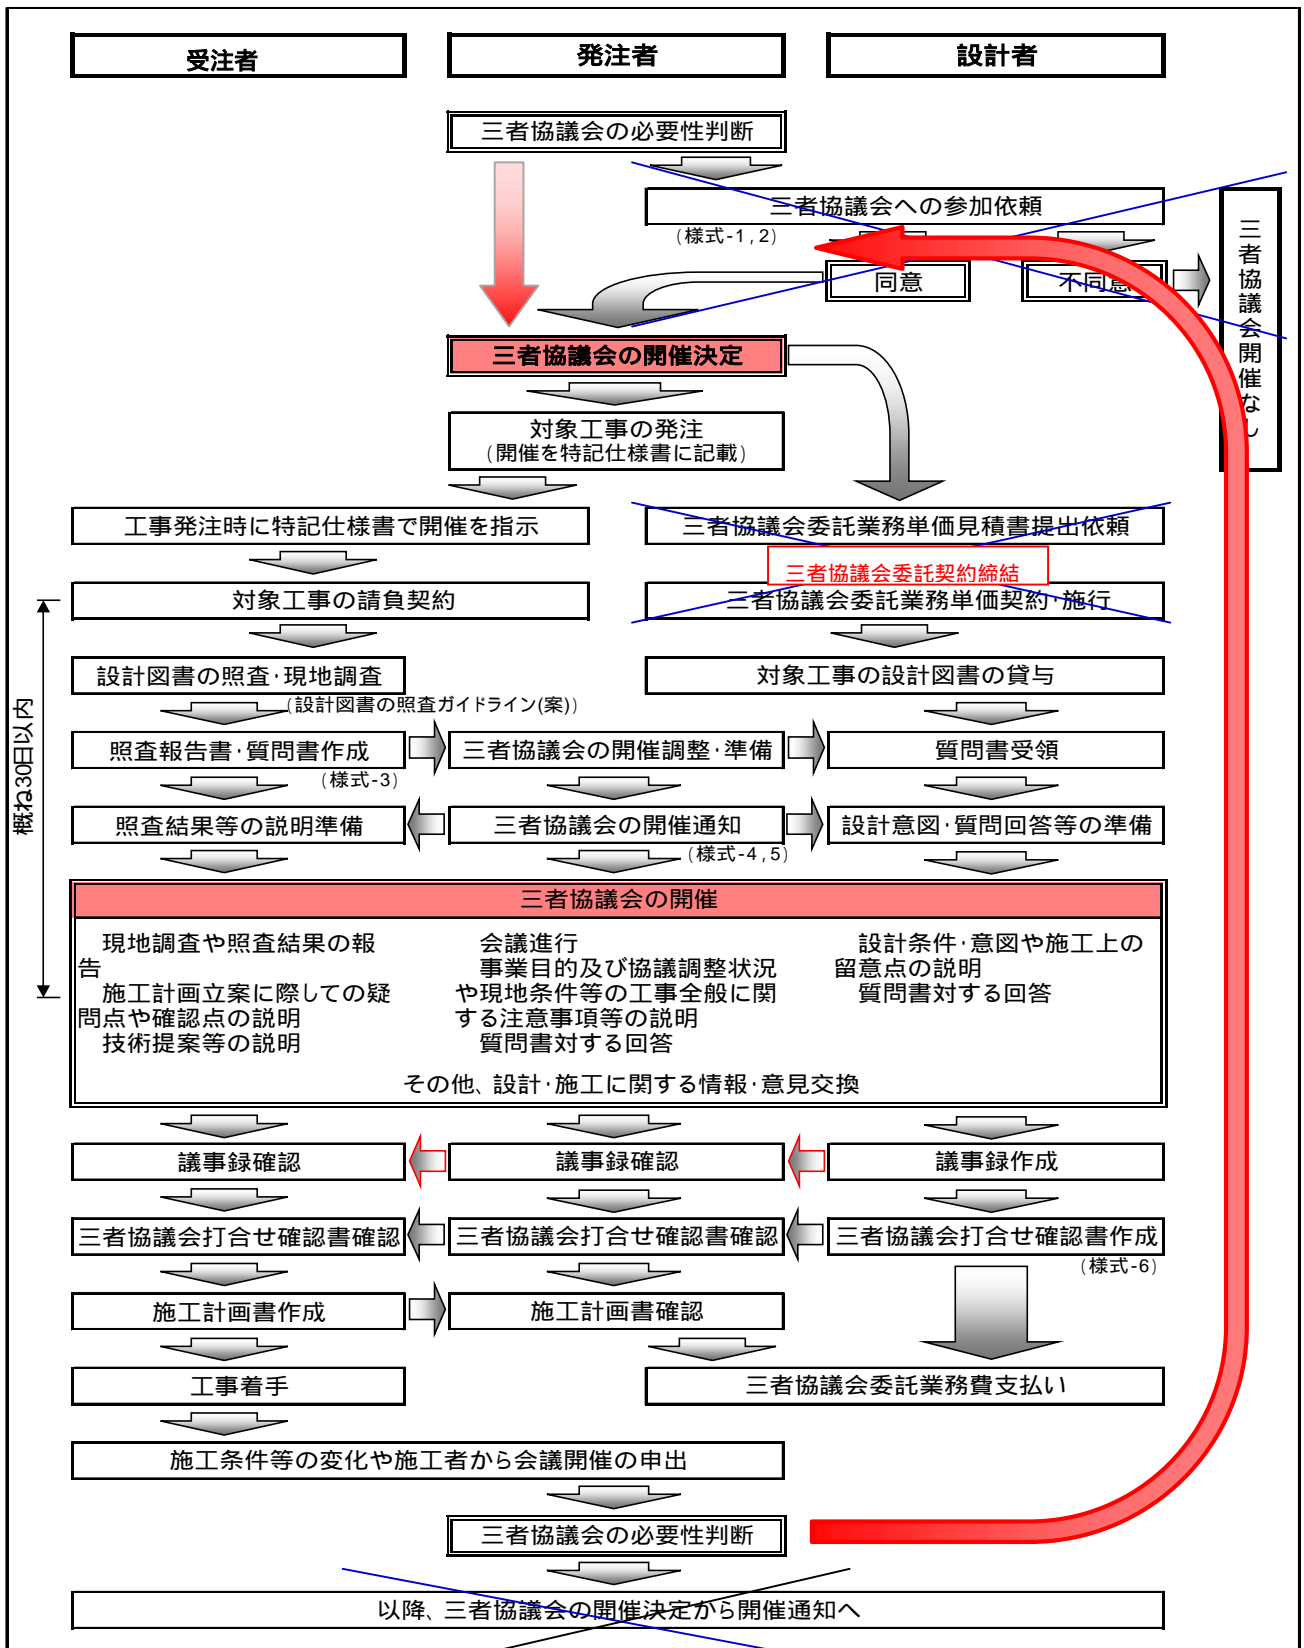 受注者
発注者
設計者
三者協議会の必要性判断
三者協議会への参加依頼
(様式-1,2)
同意
不同意
三者協議会開催なし
三者協議会の開催決定
対象工事の発注
(開催を特記仕様書に記載)
工事発注時に特記仕様書で開催を指示
三者協議会委託業務単価見積書提出依頼
三者協議会委託契約締結
対象工事の請負契約
三者協議会委託業務単価契約・施行
概ね30日以内
設計図書の照査・現地調査
対象工事の設計図書の貸与
(設計図書の照査ガイドライン(案))
照査報告書・質問書作成
三者協議会の開催調整・準備
質問書受領
(様式-3)
照査結果等の説明準備
三者協議会の開催通知
設計意図・質問回答等の準備
(様式-4,5)
三者協議会の開催
現地調査や照査結果の報
告
施工計画立案に際しての疑
問点や確認点の説明
技術提案等の説明
会議進行
事業目的及び協議調整状況
や現地条件等の工事全般に関
する注意事項等の説明
質問書対する回答
設計条件・意図や施工上の
留意点の説明
質問書対する回答
その他、設計・施工に関する情報・意見交換
議事録確認
議事録確認
議事録作成
三者協議会打合せ確認書確認
三者協議会打合せ確認書確認
三者協議会打合せ確認書作成
(様式-6)
施工計画書作成
施工計画書確認
工事着手
三者協議会委託業務費支払い
施工条件等の変化や施工者から会議開催の申出
三者協議会の必要性判断
以降、三者協議会の開催決定から開催通知へ